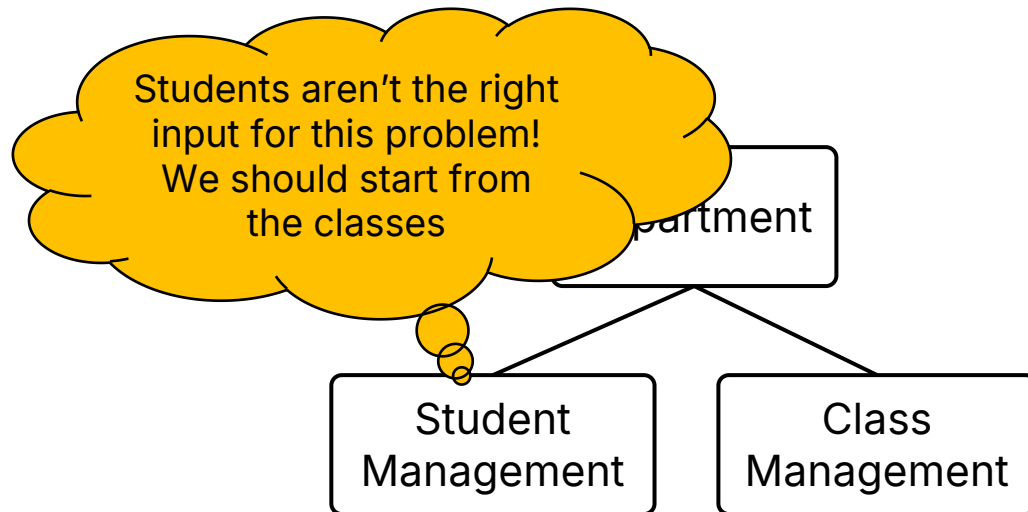 Students aren’t the right
input for this problem!
We should start from
the classes
partment
Student
Management
Class
Management